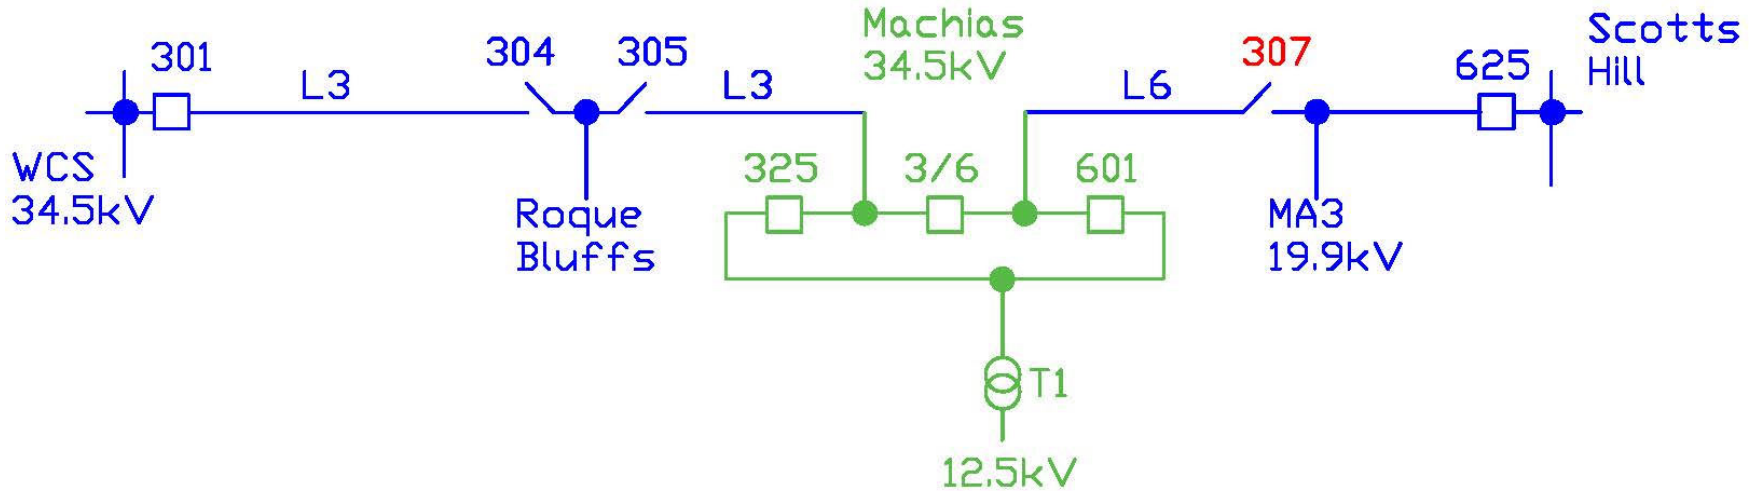 Machias
34.5kV
Scotts
Hill
301
304
305
307
625
L3
L3
L6
WCS
34.5kV
325
3/6
601
Roque
Bluffs
MA3
19.9kV
T1
12.5kV